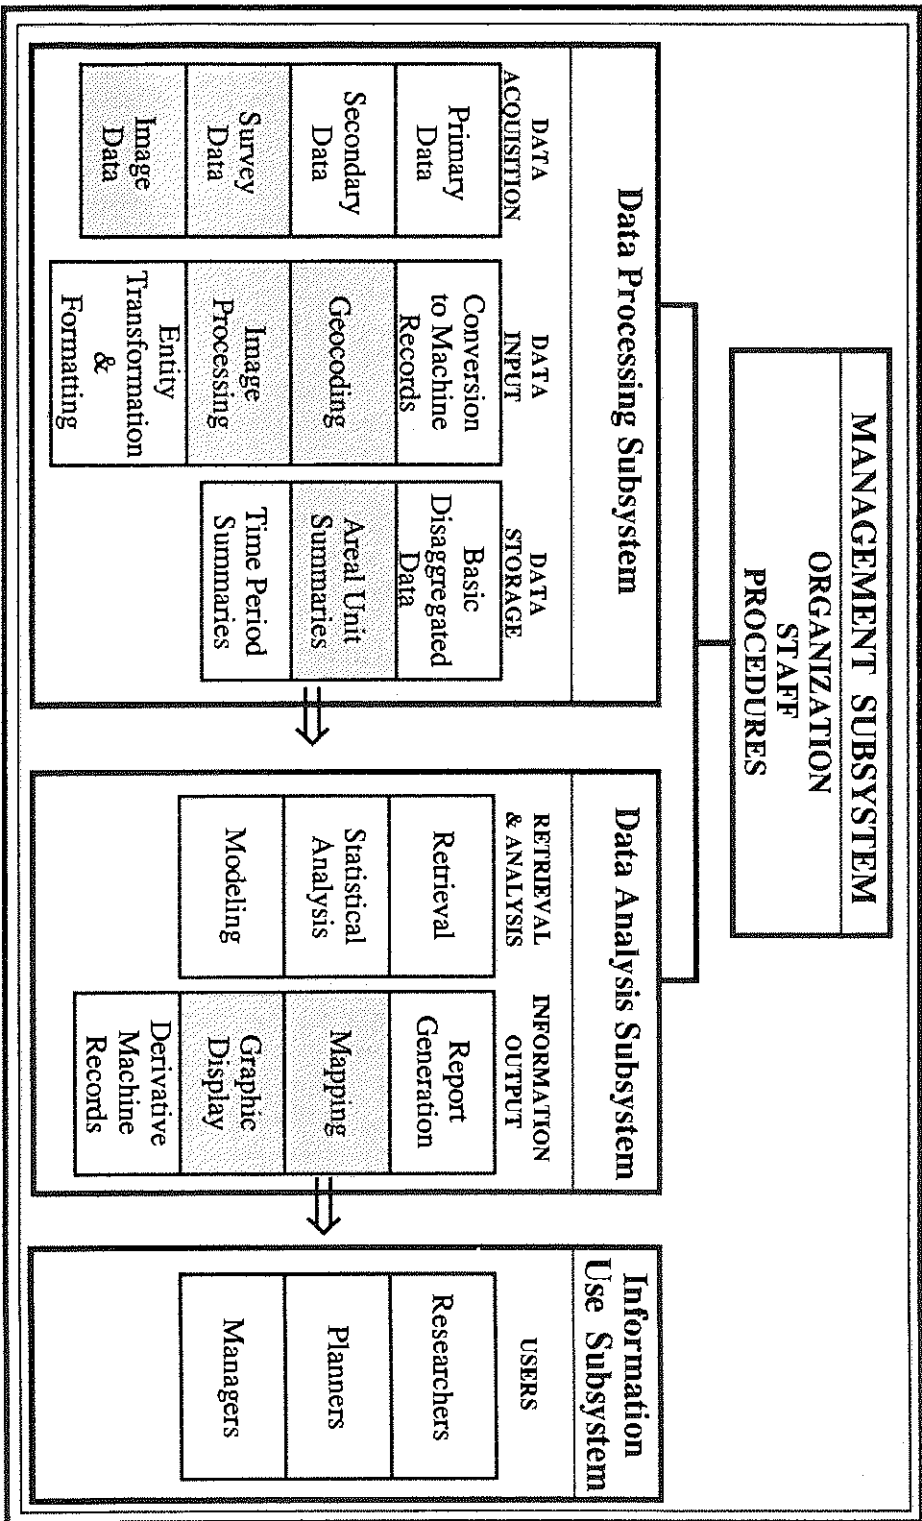 MANAGEMENT SUBSYSTEM
ORGANIZATION
STAFF
PROCEDURES
Data Processing Subsystem
DATA
ACQUISITION
Primary
Data
Secondary
Data
Survey
Data
Image
Data
DATA
INPUT
Conversion
to Machine
Records
Geocoding
Image
Processing
Entity
Transformation
&
Formatting
DATA
STORAGE
Basic
Disaggregated
Data
Areal Unit
Summaries
Time Period
Summaries
Data Analysis Subsystem
RETRIEVAL
& ANALYSIS
Retrieval
Statistical
Analysis
Modeling
INFORMATION
OUTPUT
Report
Generation
Mapping
Graphic
Display
Derivative
Machine
Records
Information
Use Subsystem
USERS
Researchers
Planners
Managers